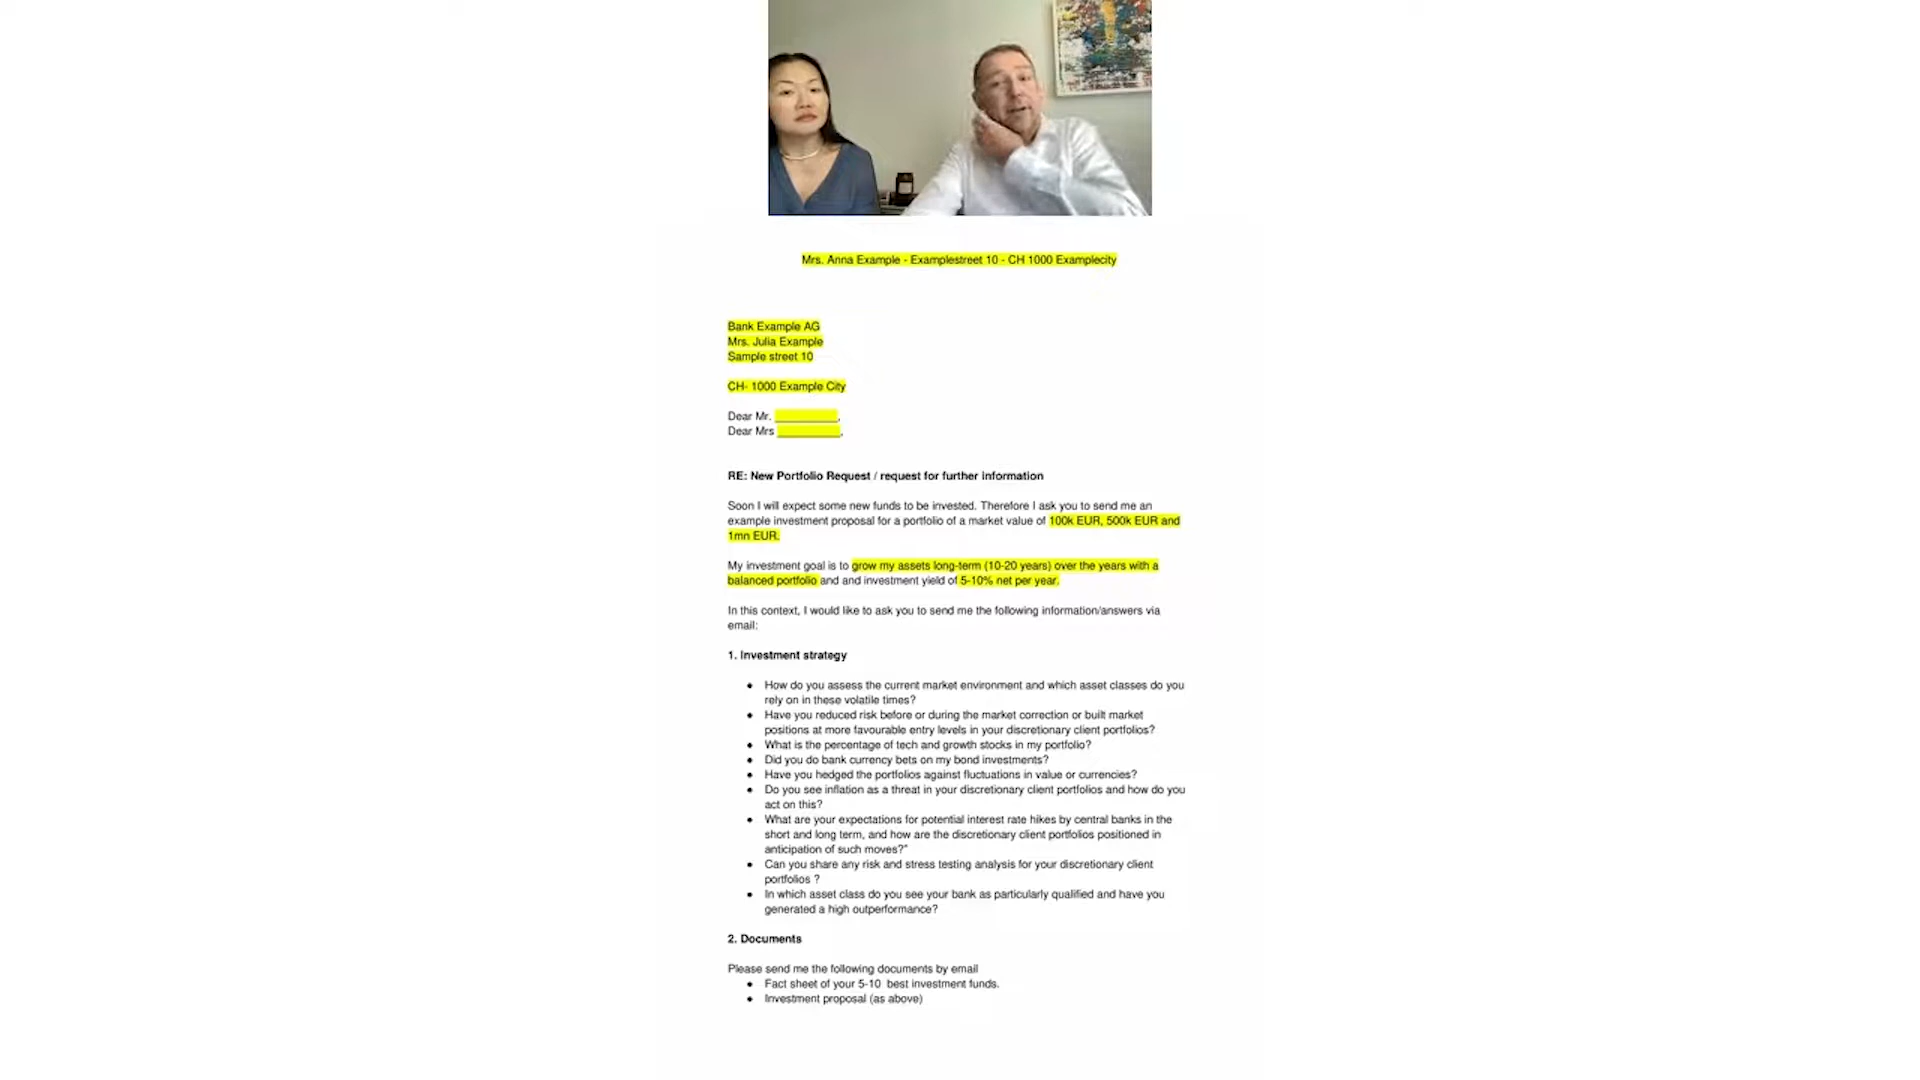 Mrs. Anna Example - Examplestreet 10 - CH 1000 Examplecity
Bank Example AG
Mrs. Julia Example
Sample street 10
CH- 1000 Example City
Dear Mr. __________,
Dear Mrs __________,
RE: New Portfolio Request / request for further information
Soon I will expect some new funds to be invested. Therefore I ask you to send me an
example investment proposal for a portfolio of a market value of 100k EUR, 500k EUR and
1mn EUR.
My investment goal is to grow my assets long-term (10-20 years) over the years with a
balanced portfolio and and investment yield of 5-10% net per year.
In this context, I would like to ask you to send me the following information/answers via
email:
1. Investment strategy
● How do you assess the current market environment and which asset classes do you
rely on in these volatile times?
● Have you reduced risk before or during the market correction or built market
positions at more favourable entry levels in your discretionary client portfolios?
● What is the percentage of tech and growth stocks in my portfolio?
● Did you do bank currency bets on my bond investments?
● Have you hedged the portfolios against fluctuations in value or currencies?
● Do you see inflation as a threat in your discretionary client portfolios and how do you
act on this?
● What are your expectations for potential interest rate hikes by central banks in the
short and long term, and how are the discretionary client portfolios positioned in
anticipation of such moves?"
● Can you share any risk and stress testing analysis for your discretionary client
portfolios ?
● In which asset class do you see your bank as particularly qualified and have you
generated a high outperformance?
2. Documents
Please send me the following documents by email
● Fact sheet of your 5-10 best investment funds.
● Investment proposal (as above)